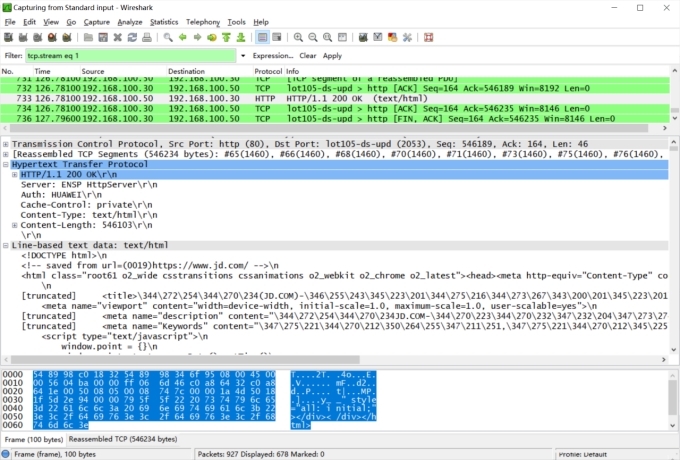 Capturing from Standard input - Wireshark
File Edit View Go Capture Analyze Statistics Telephony Tools Help
Filter: tcp.stream eq 1 Expression... Clear Apply
No. Time Source Destination Protocol Info
731 126.78100 192.168.100.50 192.168.100.30 TCP [TCP segment of a reassembled PDU]
732 126.78100 192.168.100.30 192.168.100.50 TCP lot105-ds-upd > http [ACK] Seq=164 Ack=546189 Win=8192 Len=0
733 126.78100 192.168.100.50 192.168.100.30 HTTP HTTP/1.1 200 OK (text/html)
734 126.78100 192.168.100.30 192.168.100.50 TCP lot105-ds-upd > http [ACK] Seq=164 Ack=546235 Win=8146 Len=0
736 127.79600 192.168.100.30 192.168.100.50 TCP lot105-ds-upd > http [FIN, ACK] Seq=164 Ack=546235 Win=8146 Len=0
Transmission Control Protocol, Src Port: http (80), Dst Port: lot105-ds-upd (2053), Seq: 546189, Ack: 164, Len: 46
[Reassembled TCP Segments (546234 bytes): #65(1460), #66(1460), #68(1460), #70(1460), #71(1460), #73(1460), #75(1460), #76(1460),
Hypertext Transfer Protocol
HTTP/1.1 200 OK\r\n
Server: ENSP HttpServer\r\n
Auth: HUAWEI\r\n
Cache-Control: private\r\n
Content-Type: text/html\r\n
Content-Length: 546103\r\n
\r\n
Line-based text data: text/html
<!DOCTYPE html>\n
<!-- saved from url=(0019)https://www.jd.com/ -->\n
<html class="root61 o2_wide csstransitions cssanimations o2_webkit o2_chrome o2_latest"><head><meta http-equiv="Content-Type" co
\n
[truncated] <title>\344\272\254\344\270\234(JD.COM)-\346\255\243\345\223\201\344\275\216\344\273\267\343\200\201\345\223\201
<meta name="viewport" content="width=device-width, initial-scale=1.0, maximum-scale=1.0, user-scalable=yes">\n
[truncated] <meta name="description" content="\344\272\254\344\270\234JD.COM-\344\270\223\344\270\232\347\232\204\347\273
[truncated] <meta name="Keywords" content="\347\275\221\344\270\212\350\264\255\347\211\251,\347\275\221\344\270\212\345\225
<script type="text/javascript">\n
window.point = {}\n
0000 54 89 98 c0 18 32 54 89 98 34 6f 95 08 00 45 00 T....2T. .4o...E.
0010 00 56 04 ba 00 00 ff 06 6d 46 c0 a8 64 32 c0 a8 .V...... mF..d2..
0020 64 1e 00 50 08 05 00 08 74 7c 00 00 1a 4d 50 18 d..P.... t|...MP.
0030 1f 5d 2e 94 00 00 79 5f 5f 22 20 73 74 79 6c 65 .]....y_ _" style
0040 3d 22 61 6c 6c 3a 20 69 6e 69 74 69 61 6c 3b 22 ="all: i nitial;"
0050 3e 3c 2f 64 69 76 3e 3c 2f 64 69 76 3e 3c 2f 68 ></div>< /div></h
0060 74 6d 6c 3e tml>
Frame (100 bytes) Reassembled TCP (546234 bytes)
Frame (frame), 100 bytes Packets: 927 Displayed: 678 Marked: 0 Profile: Default